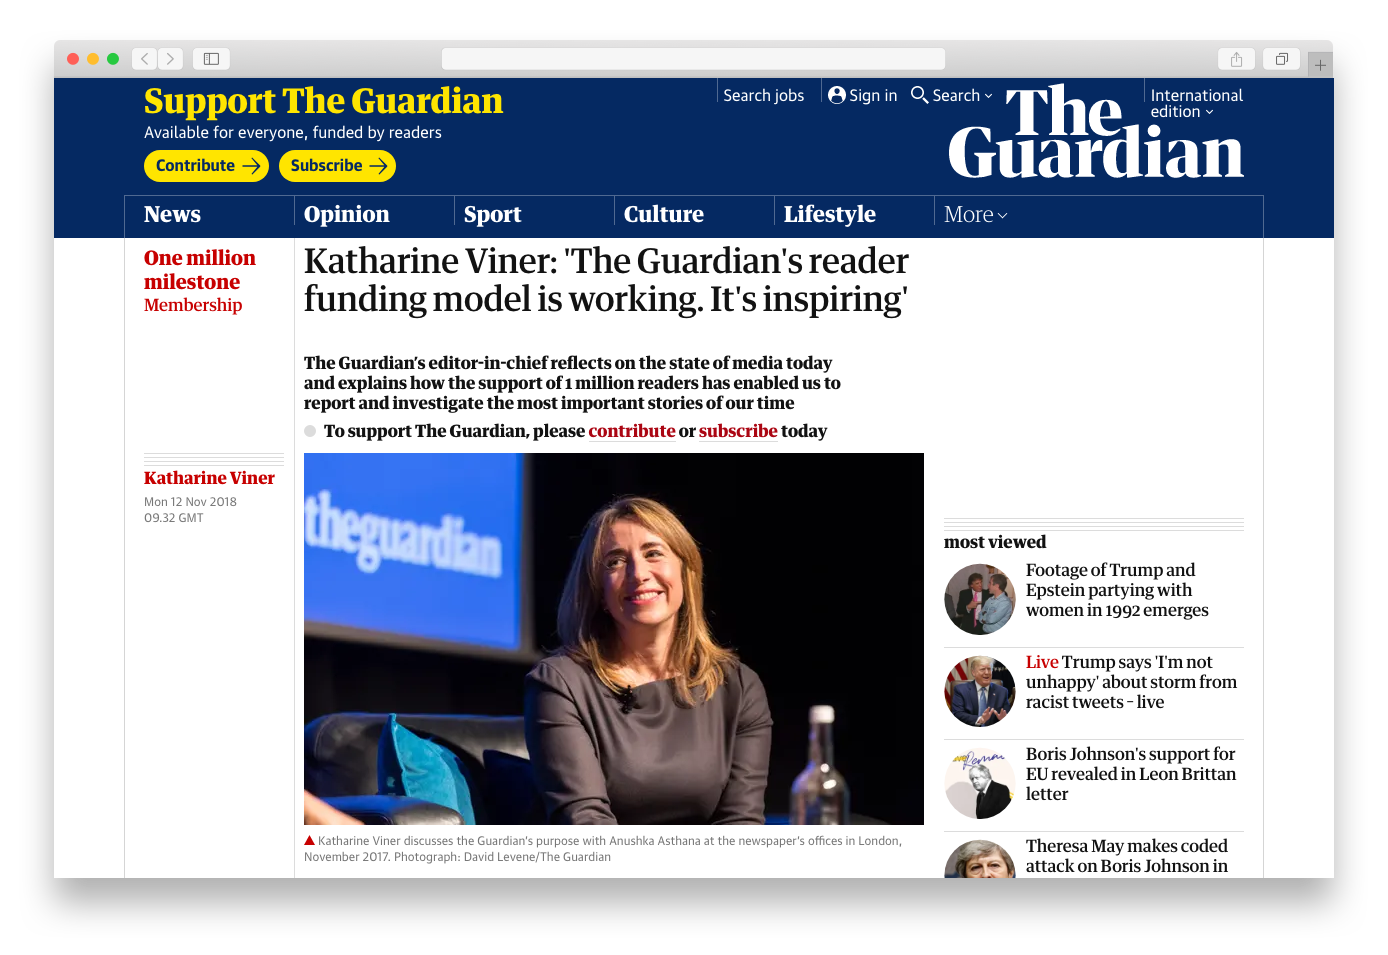 Support The Guardian
Available for everyone, funded by readers
Contribute
Subscribe
Search jobs
Sign in
Search
International
edition
The
Guardian
News
Opinion
Sport
Culture
Lifestyle
More
One million
milestone
Membership
Katharine Viner: 'The Guardian's reader
funding model is working. It's inspiring'
The Guardian's editor-in-chief reflects on the state of media today
and explains how the support of 1 million readers has enabled us to
report and investigate the most important stories of our time
To support The Guardian, please contribute or subscribe today
Katharine Viner
Mon 12 Nov 2018
09.32 GMT
theguardian
Katharine Viner discusses the Guardian's purpose with Anushka Asthana at the newspaper's offices in London,
November 2017. Photograph: David Levene/The Guardian
most viewed
Footage of Trump and
Epstein partying with
women in 1992 emerges
Live Trump says 'I'm not
unhappy' about storm from
racist tweets – live
Boris Johnson's support for
EU revealed in Leon Brittan
letter
Theresa May makes coded
attack on Boris Johnson in